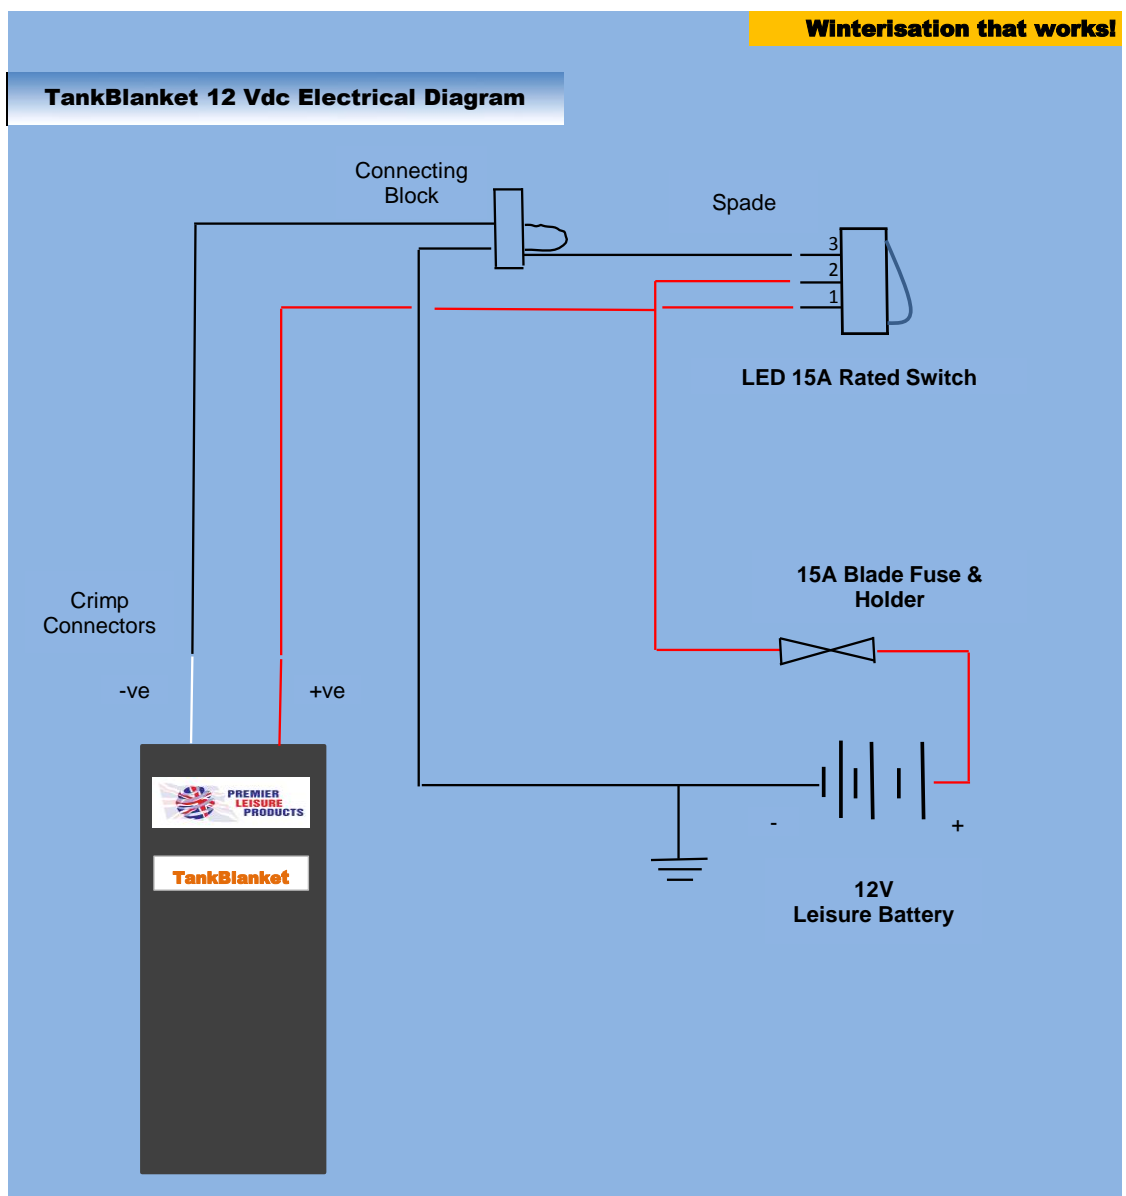 Winterisation that works!
TankBlanket 12 Vdc Electrical Diagram
Connecting
Block
Spade
3
2
1
LED 15A Rated Switch
15A Blade Fuse &
Holder
Crimp
Connectors
-ve
+ve
PREMIER
LEISURE
PRODUCTS
TankBlanket
-
+
12V
Leisure Battery